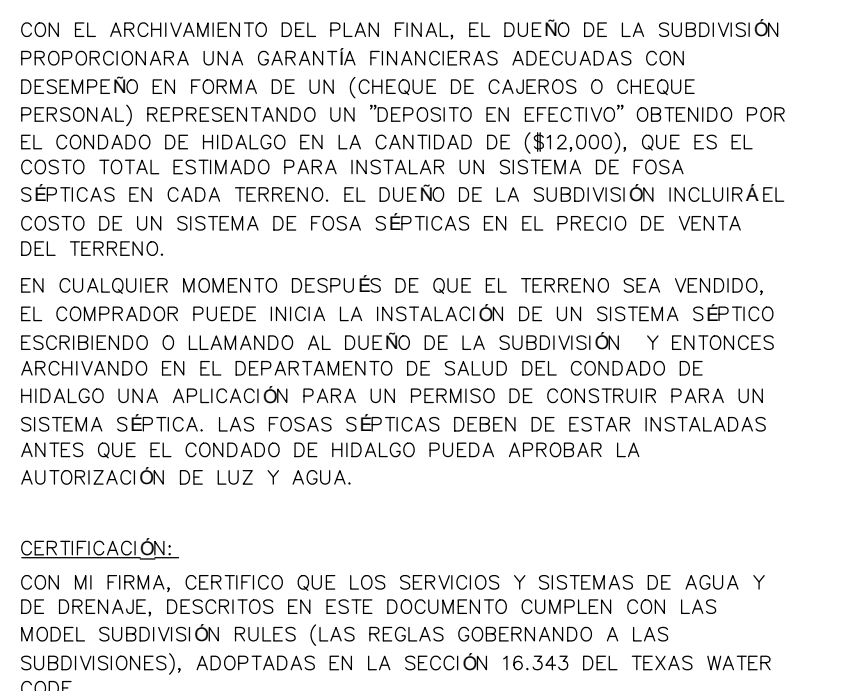 CON EL ARCHIVAMIENTO DEL PLAN FINAL, EL DUEÑO DE LA SUBDIVISIÓN
PROPORCIONARA UNA GARANTÍA FINANCIERAS ADECUADAS CON
DESEMPEÑO EN FORMA DE UN (CHEQUE DE CAJEROS O CHEQUE
PERSONAL) REPRESENTANDO UN "DEPOSITO EN EFECTIVO" OBTENIDO POR
EL CONDADO DE HIDALGO EN LA CANTIDAD DE ($12,000), QUE ES EL
COSTO TOTAL ESTIMADO PARA INSTALAR UN SISTEMA DE FOSA
SÉPTICAS EN CADA TERRENO. EL DUEÑO DE LA SUBDIVISIÓN INCLUIRÁ EL
COSTO DE UN SISTEMA DE FOSA SÉPTICAS EN EL PRECIO DE VENTA
DEL TERRENO.
EN CUALQUIER MOMENTO DESPUÉS DE QUE EL TERRENO SEA VENDIDO,
EL COMPRADOR PUEDE INICIA LA INSTALACIÓN DE UN SISTEMA SÉPTICO
ESCRIBIENDO O LLAMANDO AL DUEÑO DE LA SUBDIVISIÓN Y ENTONCES
ARCHIVANDO EN EL DEPARTAMENTO DE SALUD DEL CONDADO DE
HIDALGO UNA APLICACIÓN PARA UN PERMISO DE CONSTRUIR PARA UN
SISTEMA SÉPTICA. LAS FOSAS SÉPTICAS DEBEN DE ESTAR INSTALADAS
ANTES QUE EL CONDADO DE HIDALGO PUEDA APROBAR LA
AUTORIZACIÓN DE LUZ Y AGUA.
CERTIFICACIÓN:
CON MI FIRMA, CERTIFICO QUE LOS SERVICIOS Y SISTEMAS DE AGUA Y
DE DRENAJE, DESCRITOS EN ESTE DOCUMENTO CUMPLEN CON LAS
MODEL SUBDIVISIÓN RULES (LAS REGLAS GOBERNANDO A LAS
SUBDIVISIONES), ADOPTADAS EN LA SECCIÓN 16.343 DEL TEXAS WATER
CODE